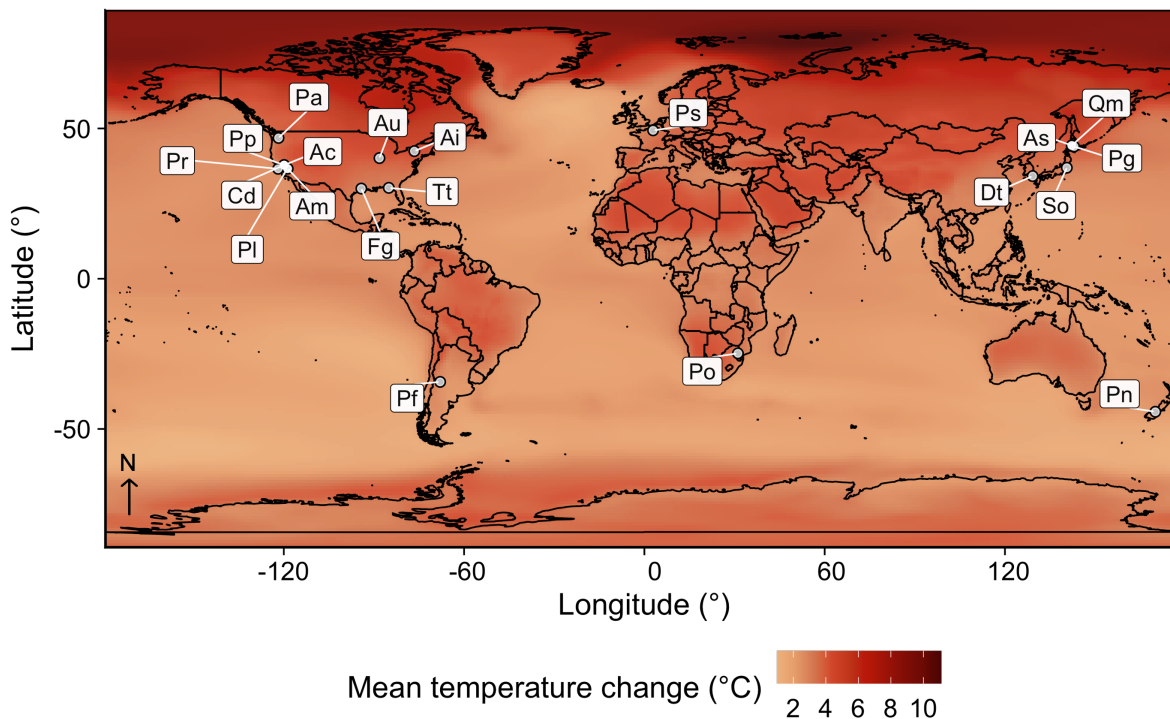 Pa
Qm
Au
Ai
Ps
Pp
Ac
As
Pr
Pg
Cd
Am
Tt
Dt
So
Pl
Fg
Po
Pf
Pn
N
50
0
-50
Latitude (°)
-120
-60
0
60
120
Longitude (°)
Mean temperature change (°C)
2 4 6 8 10